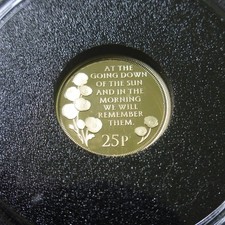 AT THE
GOING DOWN
OF THE SUN
AND IN THE
MORNING
WE WILL
REMEMBER
THEM.
25P